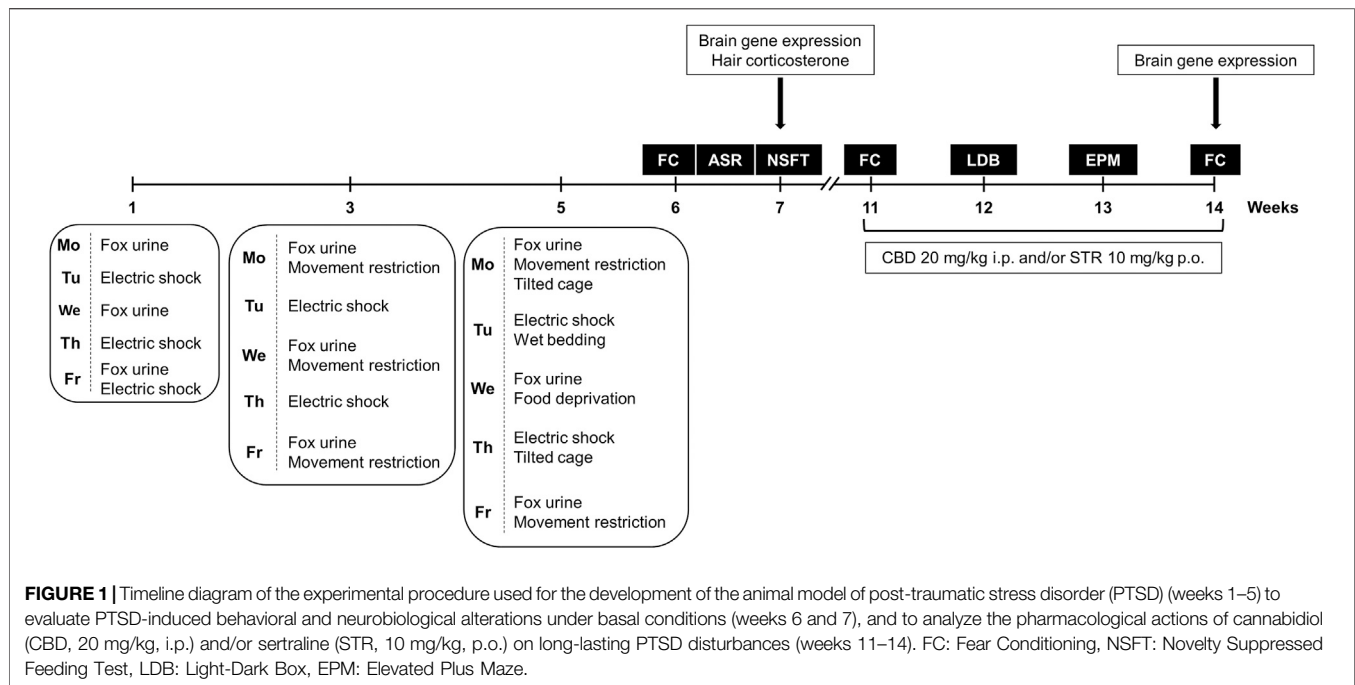 Brain gene expression
Hair corticosterone
Brain gene expression
FC ASR NSFT FC LDB EPM FC
1 3 5 6 7 11 12 13 14 Weeks
Mo Fox urine
Tu Electric shock
We Fox urine
Th Electric shock
Fr Fox urine
Electric shock
Mo Fox urine
Movement restriction
Tu Electric shock
We Fox urine
Movement restriction
Th Electric shock
Fr Fox urine
Movement restriction
Mo Fox urine
Movement restriction
Tilted cage
Tu Electric shock
Wet bedding
We Fox urine
Food deprivation
Th Electric shock
Tilted cage
Fr Fox urine
Movement restriction
CBD 20 mg/kg i.p. and/or STR 10 mg/kg p.o.
FIGURE 1 | Timeline diagram of the experimental procedure used for the development of the animal model of post-traumatic stress disorder (PTSD) (weeks 1–5) to
evaluate PTSD-induced behavioral and neurobiological alterations under basal conditions (weeks 6 and 7), and to analyze the pharmacological actions of cannabidiol
(CBD, 20 mg/kg, i.p.) and/or sertraline (STR, 10 mg/kg, p.o.) on long-lasting PTSD disturbances (weeks 11–14). FC: Fear Conditioning, NSFT: Novelty Suppressed
Feeding Test, LDB: Light-Dark Box, EPM: Elevated Plus Maze.